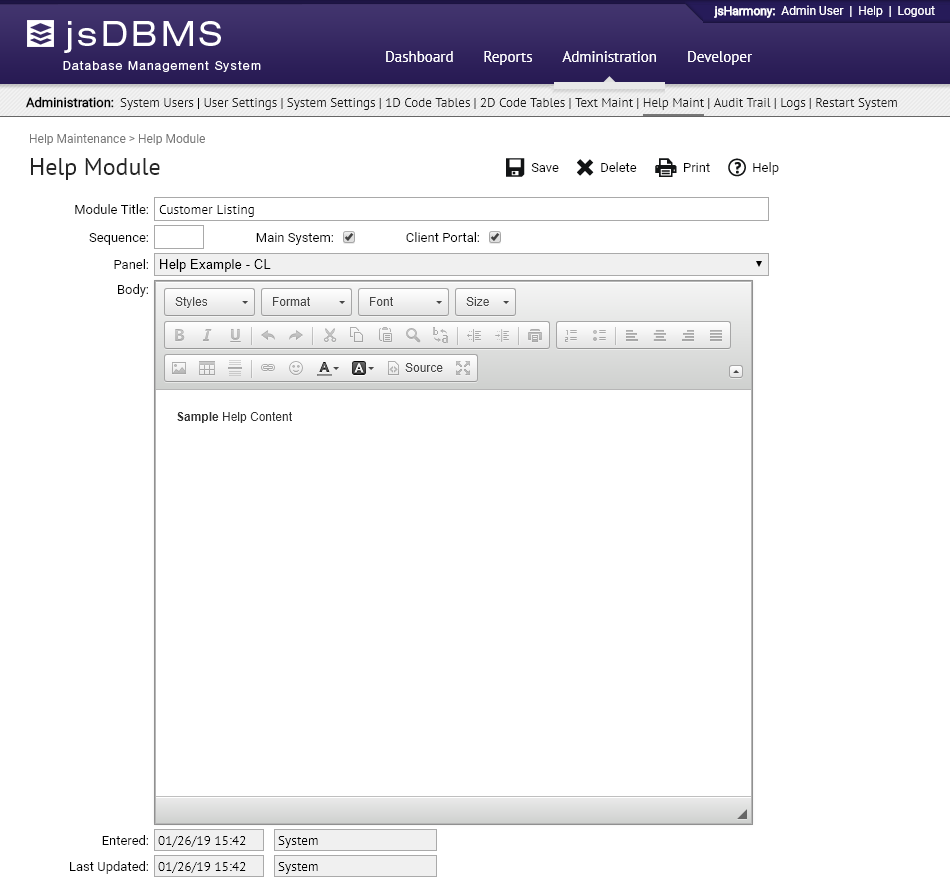 jsHarmony: Admin User | Help | Logout
jsDBMS
Database Management System
Dashboard Reports Administration Developer
Administration: System Users | User Settings | System Settings | 1D Code Tables | 2D Code Tables | Text Maint | Help Maint | Audit Trail | Logs | Restart System
Help Maintenance > Help Module
Help Module Save Delete Print Help
Module Title: Customer Listing
Sequence: Main System: Client Portal:
Panel: Help Example - CL
Body:
Styles Format Font Size
B I U
A A Source
Sample Help Content
Entered: 01/26/19 15:42 System
Last Updated: 01/26/19 15:42 System